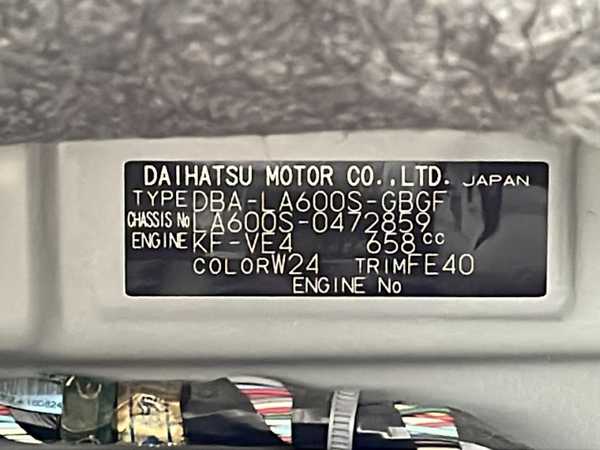 DAIHATSU MOTOR CO.,LTD. JAPAN
TYPE DBA-LA600S-GBGF
CHASSIS No LA600S-0472859
ENGINE KF-VE4 658cc
COLOR W24 TRIM FE40
ENGINE No